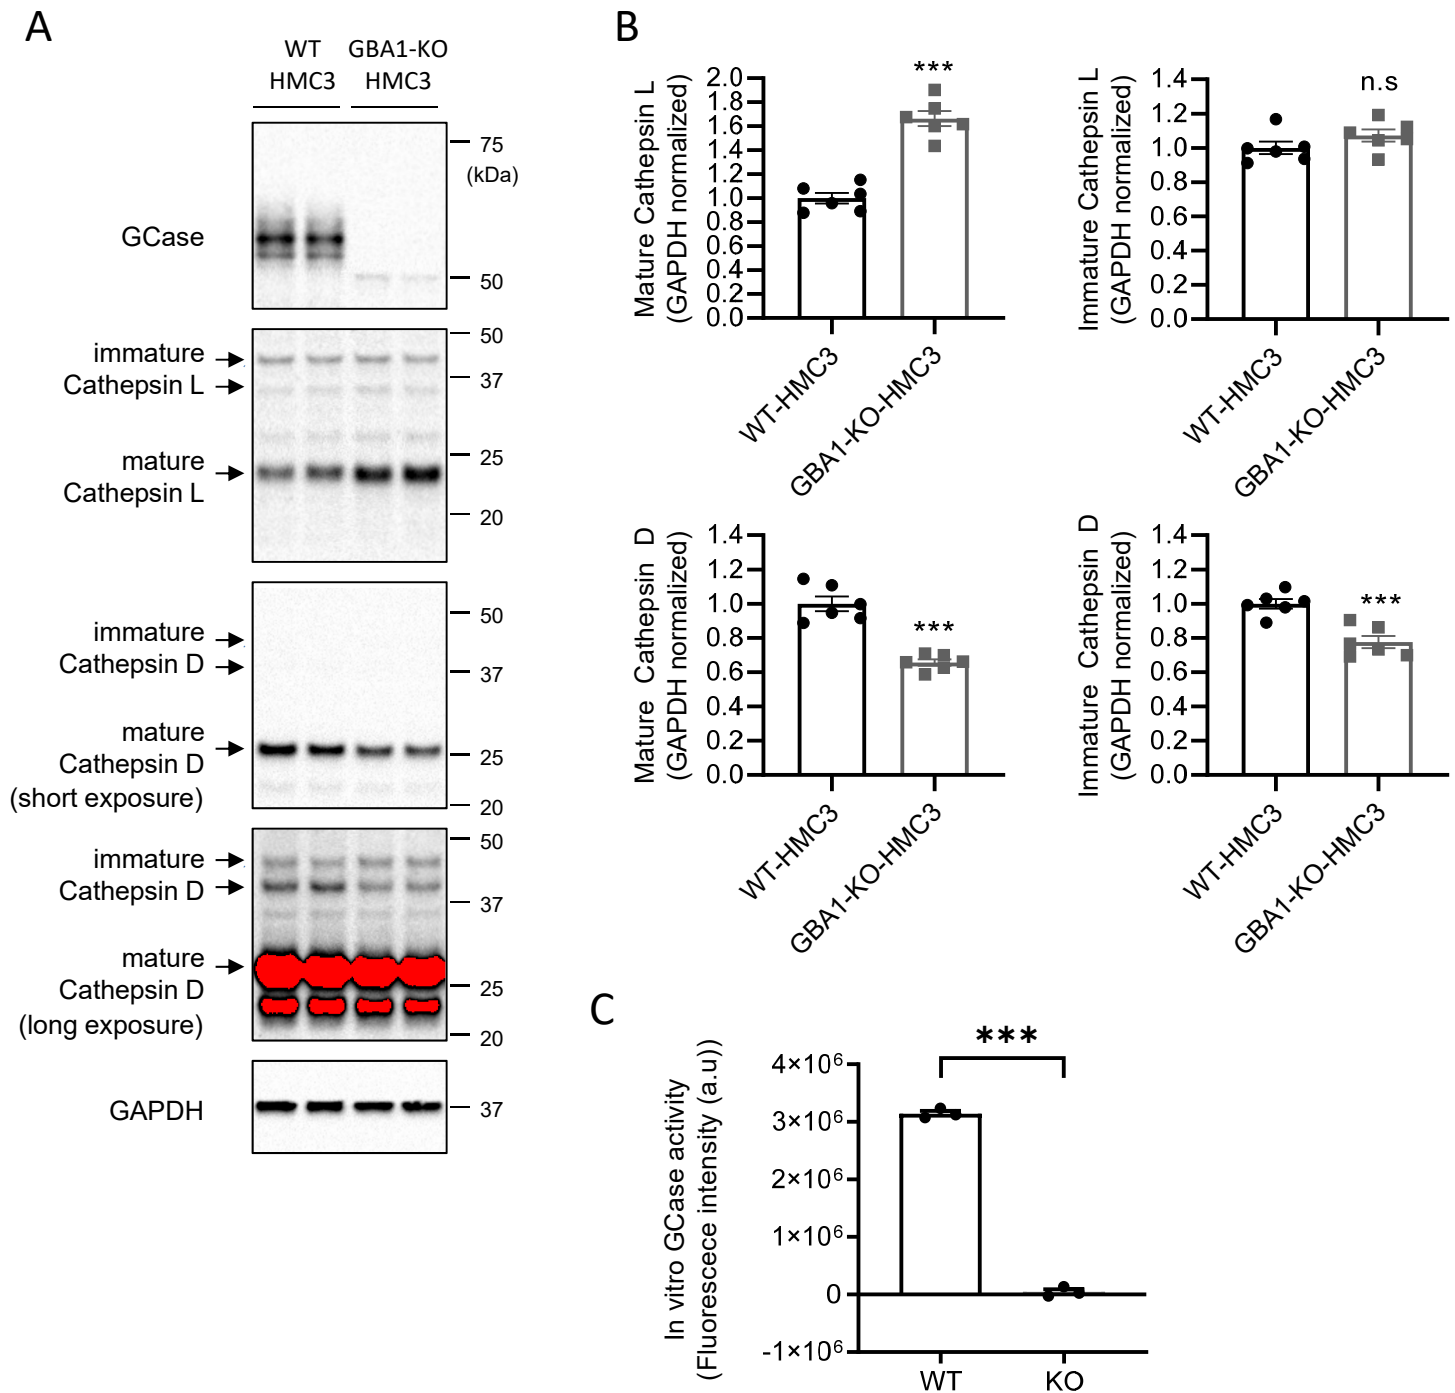 A
WT
HMC3
GBA1-KO
HMC3
75
(kDa)
GCase
50
immature
Cathepsin L
mature
Cathepsin L
50
37
25
20
immature
Cathepsin D
mature
Cathepsin D
(short exposure)
50
37
25
20
immature
Cathepsin D
mature
Cathepsin D
(long exposure)
50
37
25
20
GAPDH
37
B
Mature Cathepsin L
(GAPDH normalized)
2.0
1.8
1.6
1.4
1.2
1.0
0.8
0.6
0.4
0.2
0.0
***
WT-HMC3
GBA1-KO-HMC3
Immature Cathepsin L
(GAPDH normalized)
1.4
1.2
1.0
0.8
0.6
0.4
0.2
0.0
n.s
WT-HMC3
GBA1-KO-HMC3
Mature Cathepsin D
(GAPDH normalized)
1.4
1.2
1.0
0.8
0.6
0.4
0.2
0.0
***
WT-HMC3
GBA1-KO-HMC3
Immature Cathepsin D
(GAPDH normalized)
1.4
1.2
1.0
0.8
0.6
0.4
0.2
0.0
***
WT-HMC3
GBA1-KO-HMC3
C
In vitro GCase activity
(Fluorescece intensity (a.u))
4×10⁶
3×10⁶
2×10⁶
1×10⁶
0
-1×10⁶
***
WT
KO